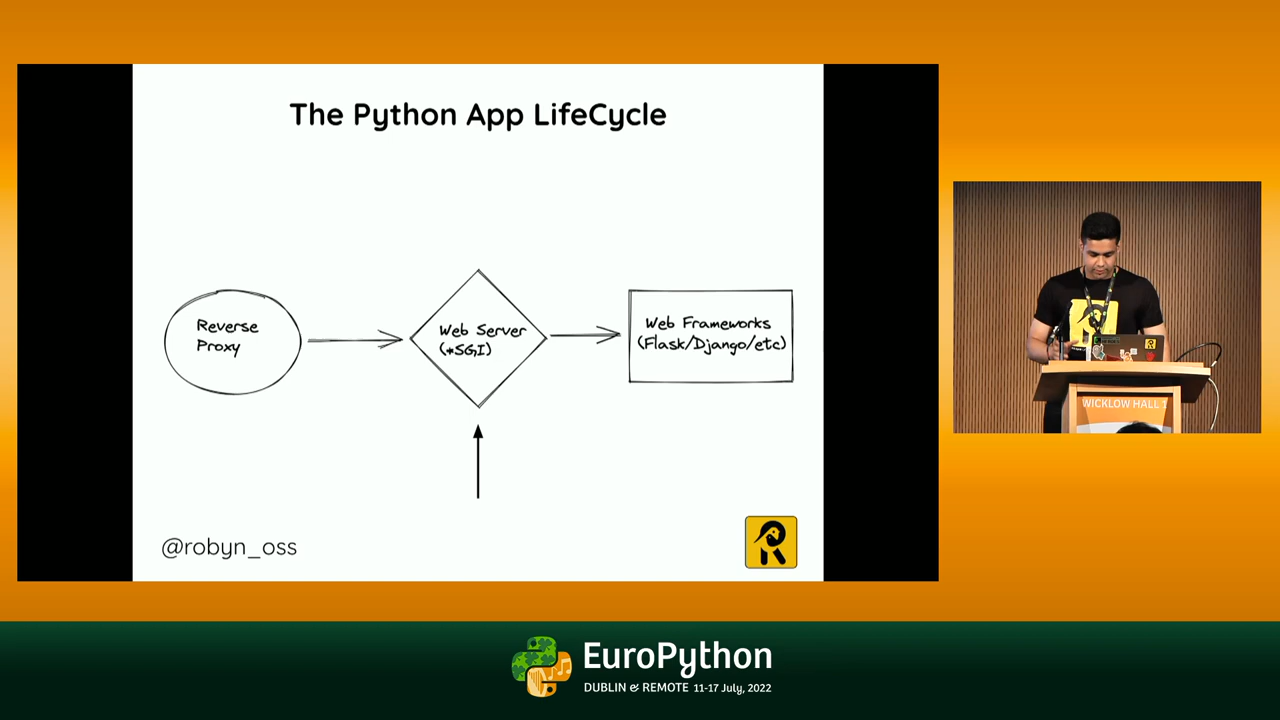 The Python App LifeCycle
Reverse
Proxy
Web Server
(*SGI)
Web Frameworks
(Flask/Django/etc)
@robyn_oss
R
WICKLOW HALL 1
EuroPython
DUBLIN & REMOTE 11-17 July, 2022